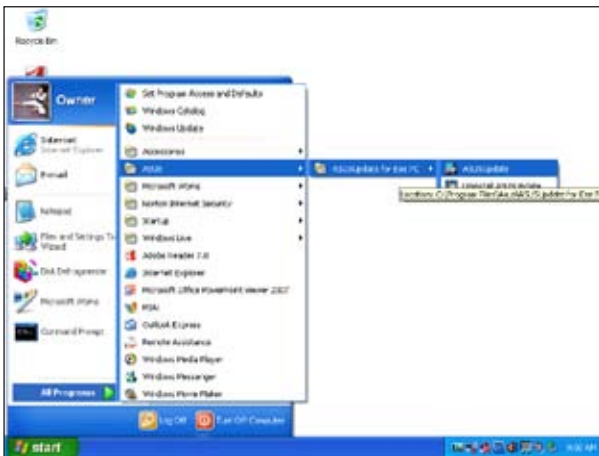 Recycle Bin
Owner
Internet
Internet Explorer
E-mail
Notepad
Files and Settings Tr
Wizard
Disk Defragmenter
Microsoft Works
Command Prompt
All Programs
Set Program Access and Defaults
Windows Catalog
Windows Update
Accessories
ASUS
Microsoft Works
Norton Internet Security
Startup
Windows Live
Adobe Reader 7.0
Internet Explorer
Microsoft Office PowerPoint Viewer 2007
MSN
Outlook Express
Remote Assistance
Windows Media Player
Windows Messenger
Windows Movie Maker
ASUSUpdate for Eee PC
ASUSUpdate
Log Off
Turn Off Computer
start